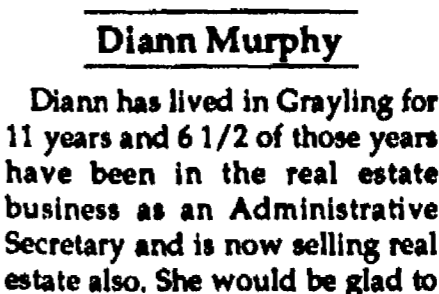 Diann Murphy
Diann has lived in Grayling for
11 years and 6 1/2 of those years
have been in the real estate
business as an Administrative
Secretary and is now selling real
estate also. She would be glad to